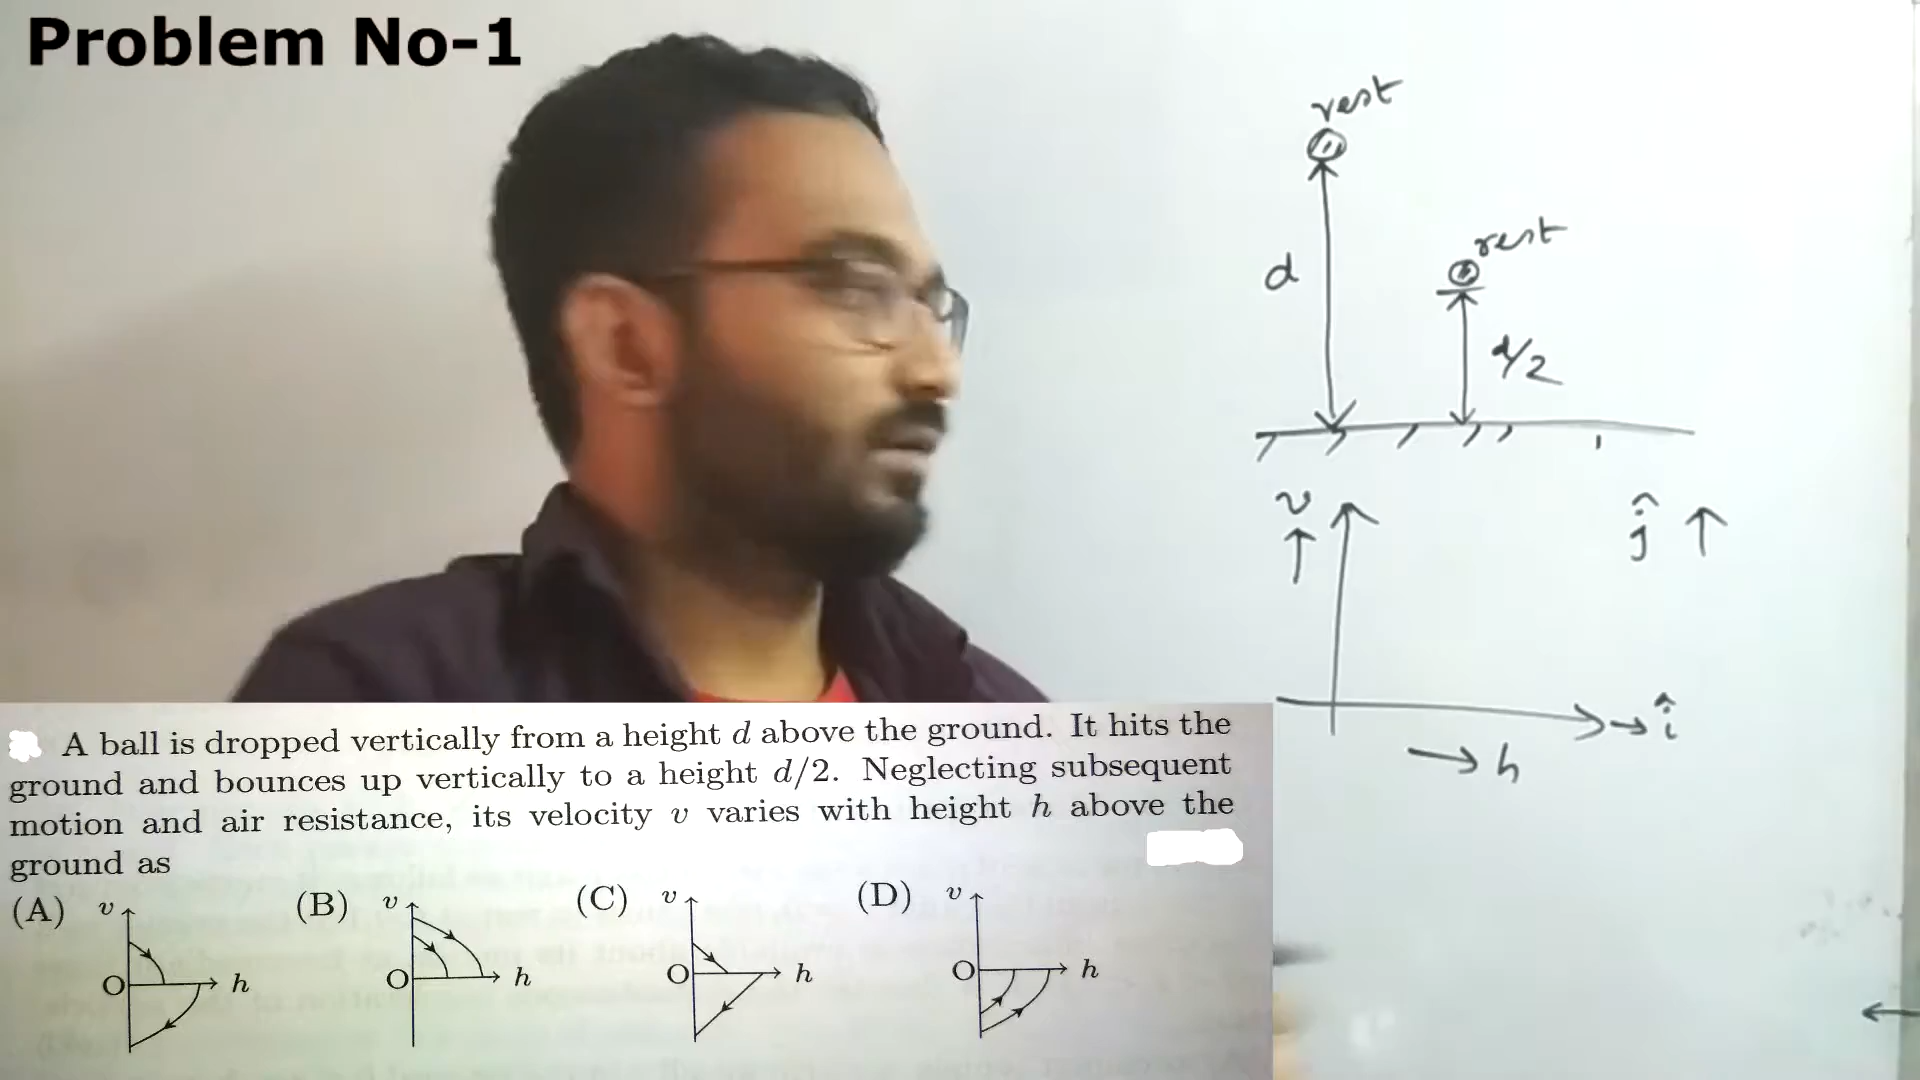 Problem No-1
rest
rest
d
d/2
v
ĵ
î
h
A ball is dropped vertically from a height d above the ground. It hits the
ground and bounces up vertically to a height d/2. Neglecting subsequent
motion and air resistance, its velocity v varies with height h above the
ground as
(A) v O h
(B) v O h
(C) v O h
(D) v O h